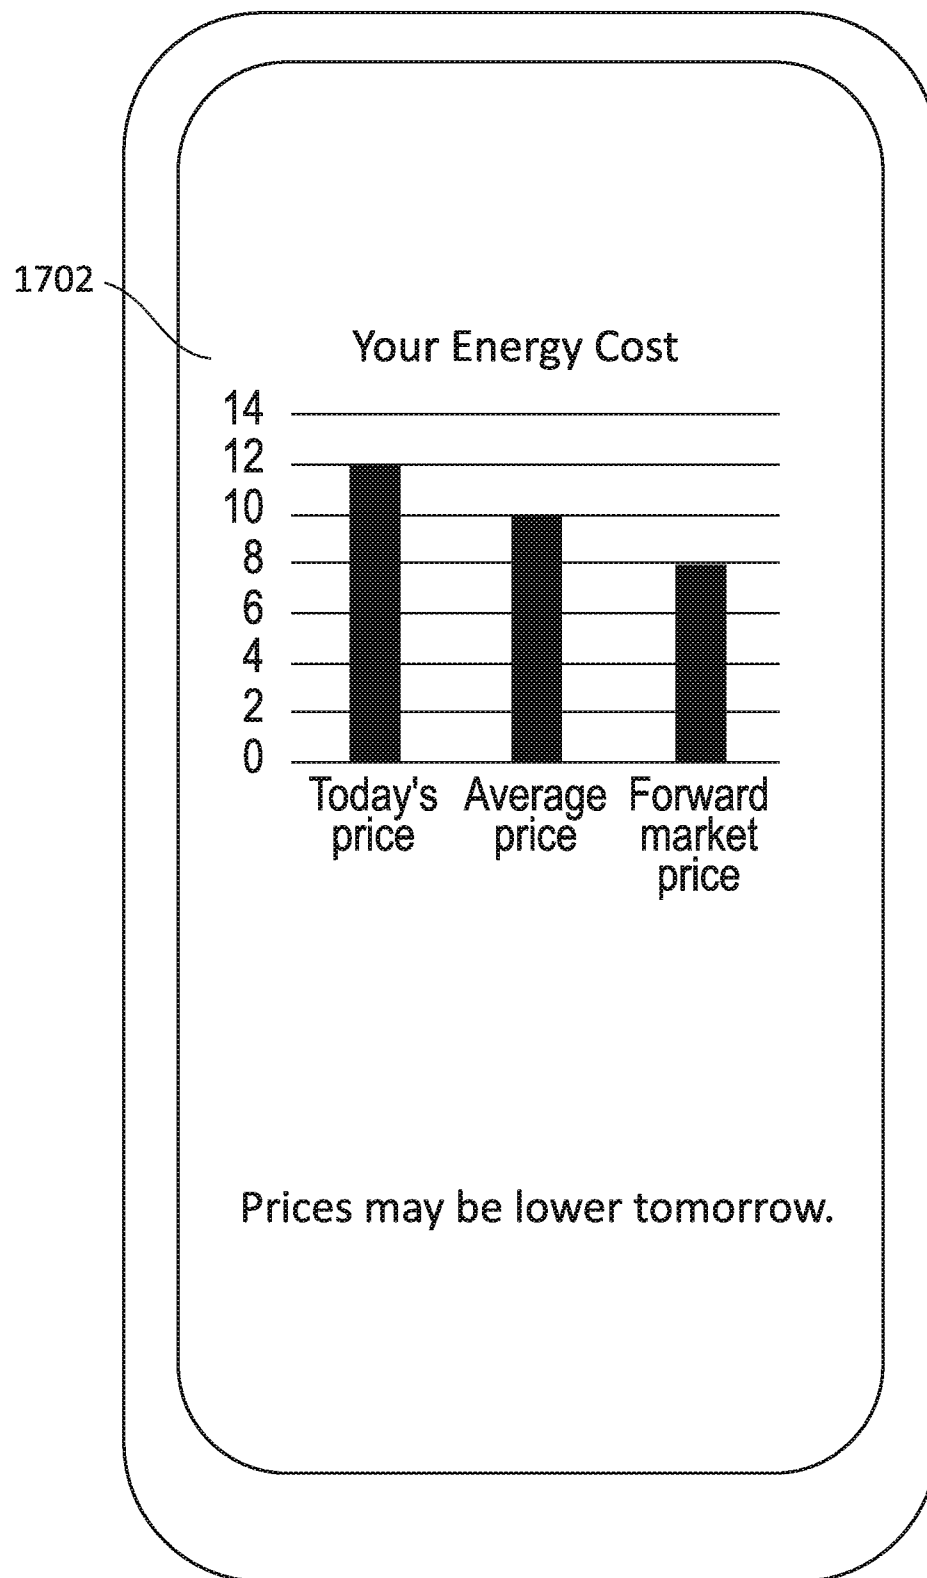 1702
Your Energy Cost
14
12
10
8
6
4
2
0
Today's Average Forward
price price market
price
Prices may be lower tomorrow.